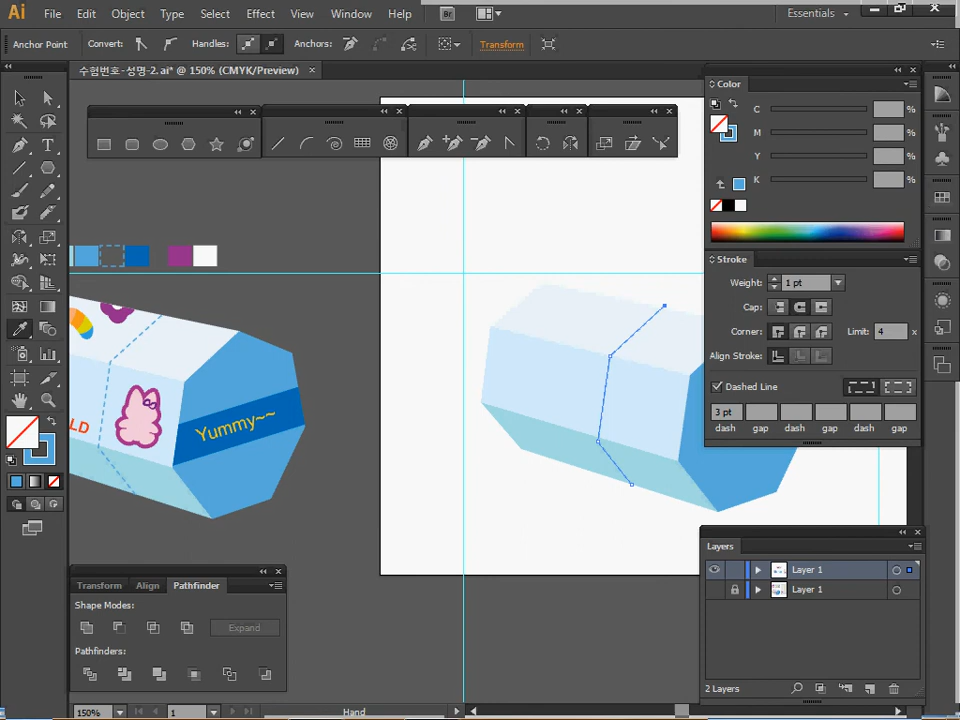 Ai File Edit Object Type Select Effect View Window Help Br Essentials
Anchor Point Convert: Handles: Anchors: Transform
수험번호-성명-2.ai* @ 150% (CMYK/Preview) ×
Color
C %
M %
Y %
K %
Stroke
Weight: 1 pt
Cap:
Corner: Limit: 4 x
Align Stroke:
Dashed Line
3 pt
dash gap dash gap dash gap
LD
Yummy~~
Layers
Layer 1
Layer 1
2 Layers
Transform Align Pathfinder
Shape Modes:
Expand
Pathfinders:
150% 1 Hand